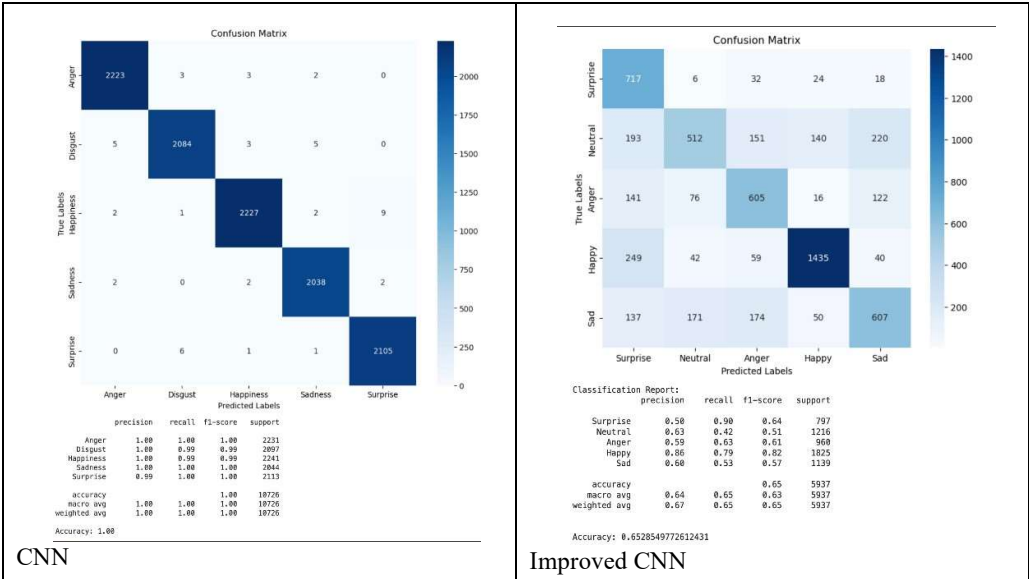 Confusion Matrix
Anger 2223 3 3 2 0
Disgust 5 2084 3 5 0
True Labels
Happiness 2 1 2227 2 9
Sadness 2 0 2 2038 2
Surprise 0 6 1 1 2105
Anger Disgust Happiness Sadness Surprise
Predicted Labels
2000
1750
1500
1250
1000
750
500
250
0
precision recall f1-score support
Anger 1.00 1.00 1.00 2231
Disgust 1.00 0.99 0.99 2097
Happiness 1.00 0.99 0.99 2241
Sadness 1.00 1.00 1.00 2044
Surprise 0.99 1.00 1.00 2113
accuracy 1.00 10726
macro avg 1.00 1.00 1.00 10726
weighted avg 1.00 1.00 1.00 10726
Accuracy: 1.00
CNN
Confusion Matrix
Surprise 717 6 32 24 18
Neutral 193 512 151 140 220
True Labels
Anger 141 76 605 16 122
Happy 249 42 59 1435 40
Sad 137 171 174 50 607
Surprise Neutral Anger Happy Sad
Predicted Labels
1400
1200
1000
800
600
400
200
Classification Report:
precision recall f1-score support
Surprise 0.50 0.90 0.64 797
Neutral 0.63 0.42 0.51 1216
Anger 0.59 0.63 0.61 960
Happy 0.86 0.79 0.82 1825
Sad 0.60 0.53 0.57 1139
accuracy 0.65 5937
macro avg 0.64 0.65 0.63 5937
weighted avg 0.67 0.65 0.65 5937
Accuracy: 0.6528549772612431
Improved CNN